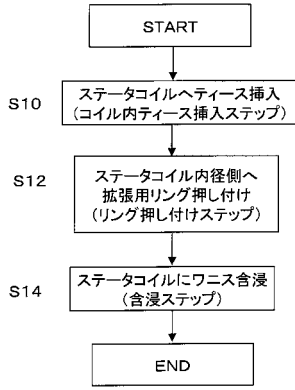 START
S10
ステータコイルへティース挿入
(コイル内ティース挿入ステップ)
S12
ステータコイル内径側へ
拡張用リング押し付け
(リング押し付けステップ)
S14
ステータコイルにワニス含浸
(含浸ステップ)
END